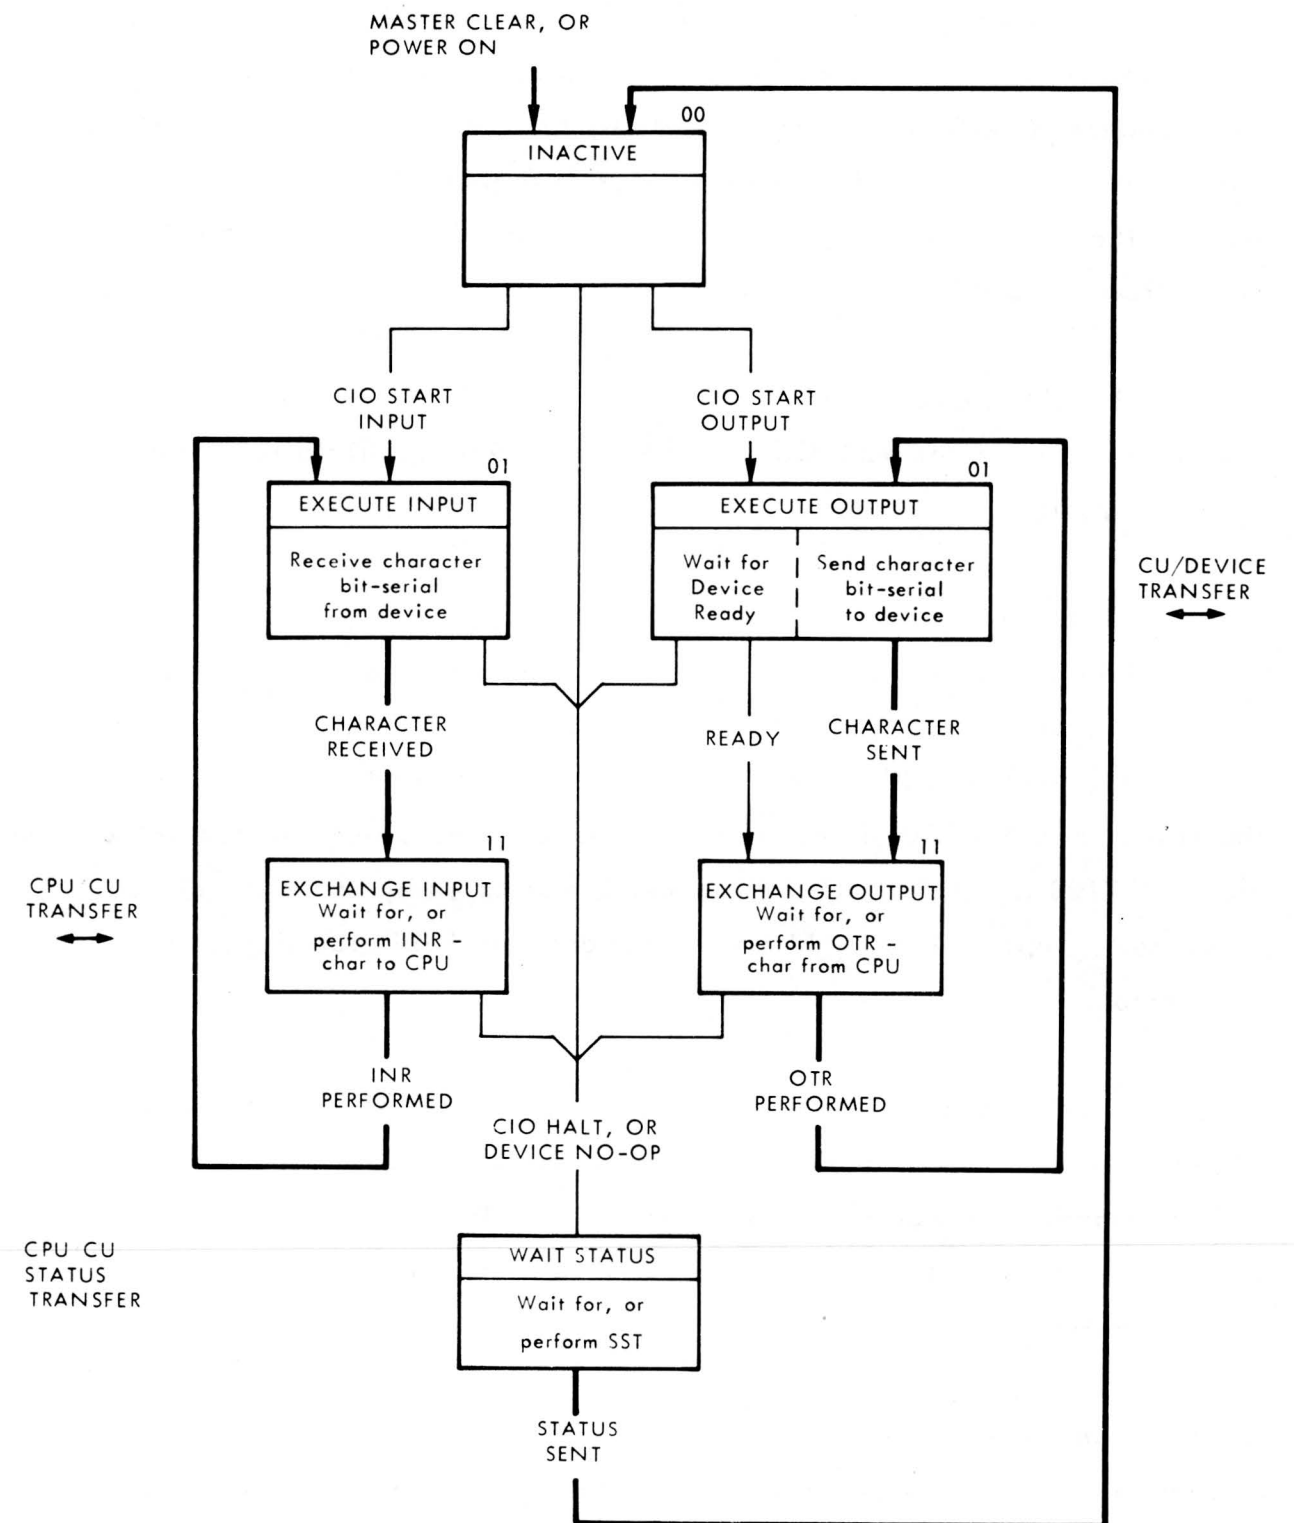 MASTER CLEAR, OR
POWER ON
00
INACTIVE
CIO START
INPUT
CIO START
OUTPUT
01
EXECUTE INPUT
Receive character
bit-serial
from device
01
EXECUTE OUTPUT
Wait for
Device
Ready
Send character
bit-serial
to device
CU/DEVICE
TRANSFER
CHARACTER
RECEIVED
READY
CHARACTER
SENT
CPU CU
TRANSFER
11
EXCHANGE INPUT
Wait for, or
perform INR -
char to CPU
11
EXCHANGE OUTPUT
Wait for, or
perform OTR -
char from CPU
INR
PERFORMED
OTR
PERFORMED
CIO HALT, OR
DEVICE NO-OP
CPU CU
STATUS
TRANSFER
WAIT STATUS
Wait for, or
perform SST
STATUS
SENT